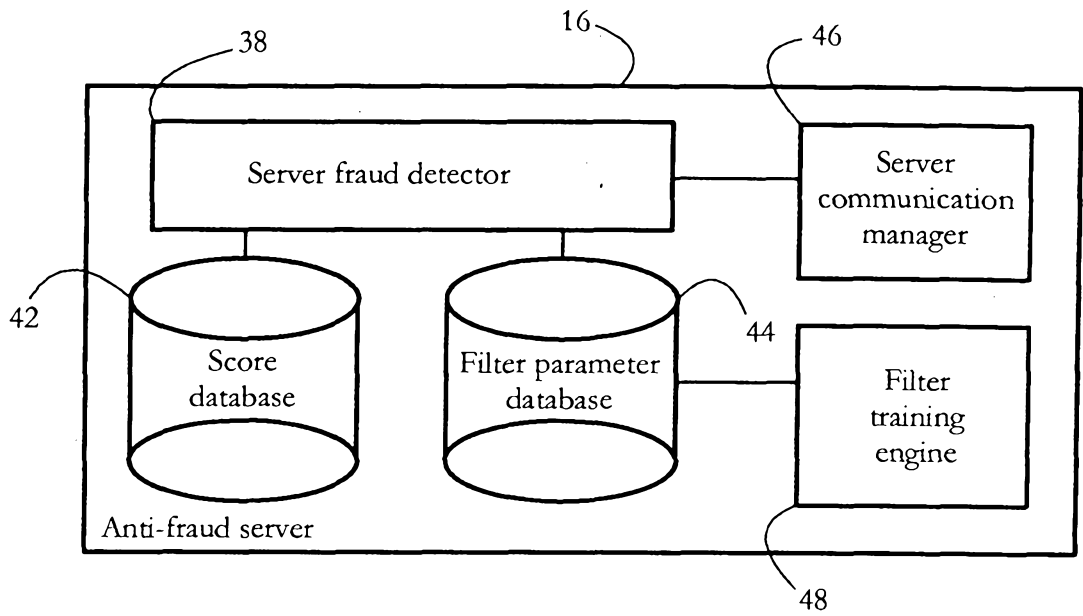 38
16
46
Server fraud detector
Server
communication
manager
42
44
Score
database
Filter parameter
database
Filter
training
engine
Anti-fraud server
48